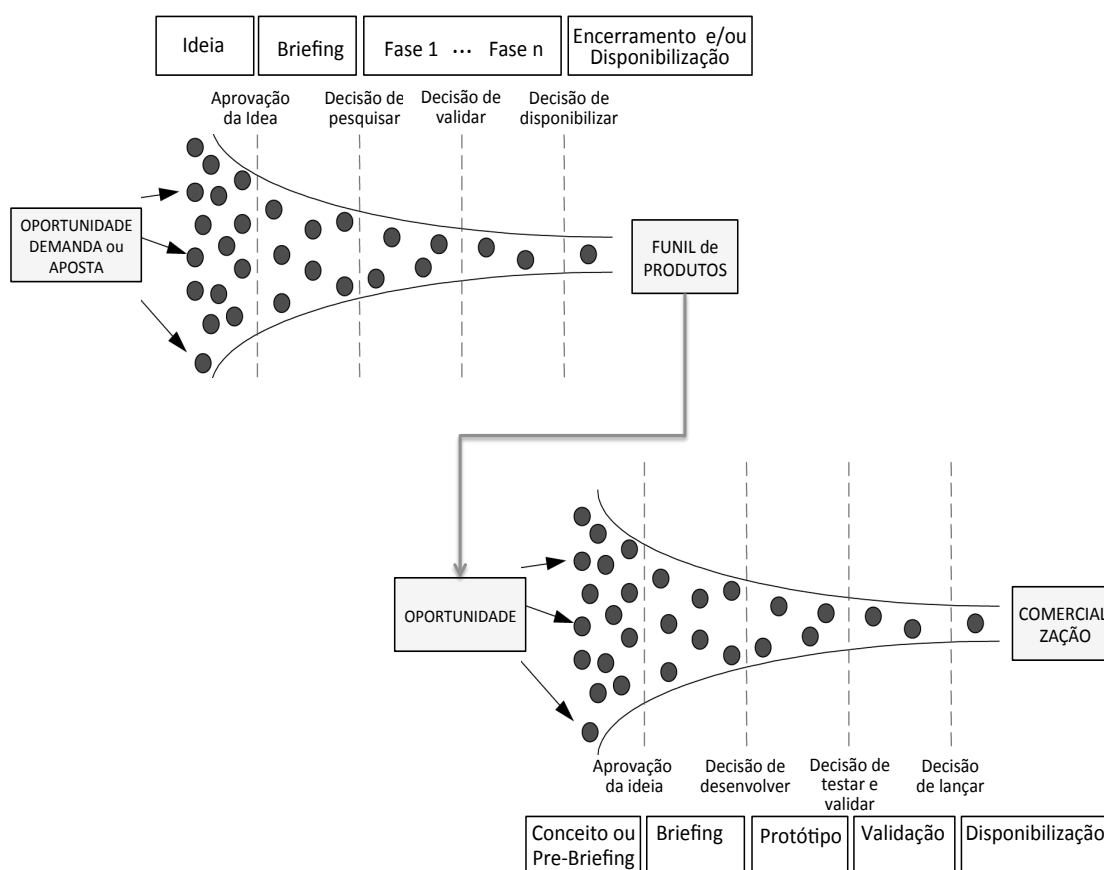 Ideia
Briefing
Fase 1 ... Fase n
Encerramento e/ou
Disponibilização
Aprovação
da Idea
Decisão de
pesquisar
Decisão de
validar
Decisão de
disponibilizar
OPORTUNIDADE
DEMANDA ou
APOSTA
FUNIL de
PRODUTOS
OPORTUNIDADE
COMERCIALI
ZAÇÃO
Aprovação
da ideia
Decisão de
desenvolver
Decisão de
testar e
validar
Decisão
de lançar
Conceito ou
Pre-Briefing
Briefing
Protótipo
Validação
Disponibilização